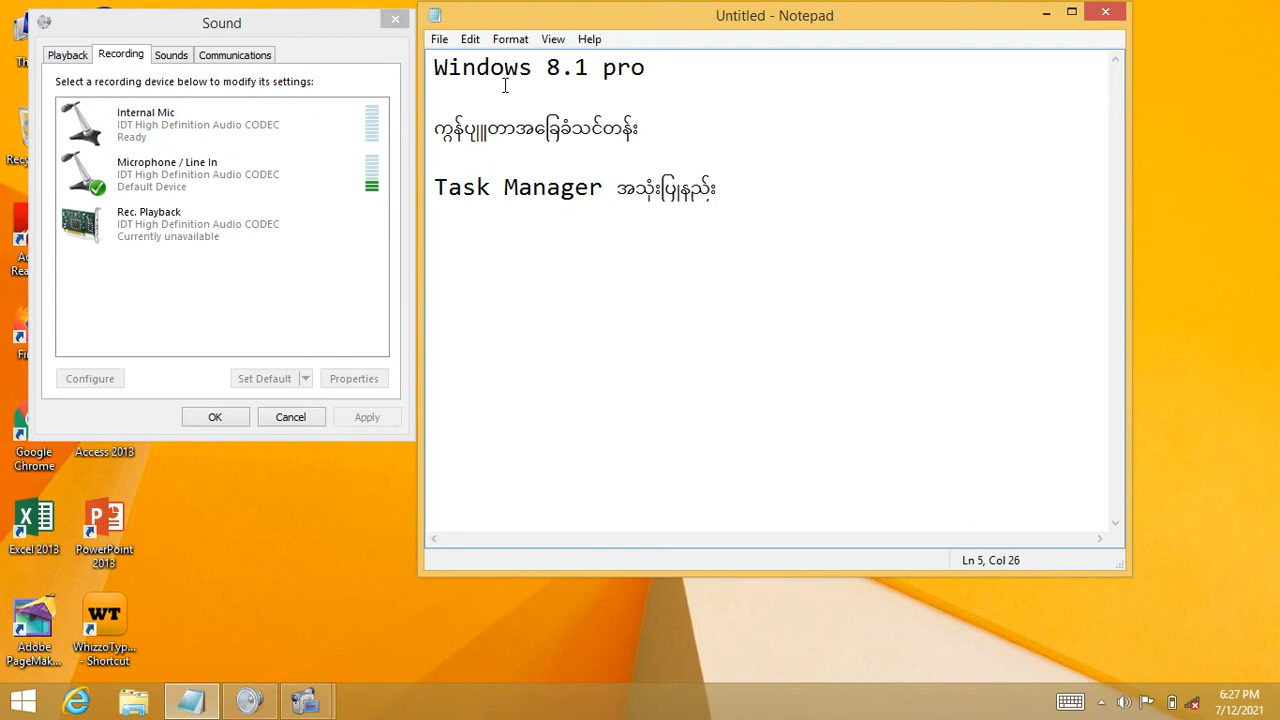 Sound
Playback
Recording
Sounds
Communications
Select a recording device below to modify its settings:
Internal Mic
IDT High Definition Audio CODEC
Ready
Microphone / Line In
IDT High Definition Audio CODEC
Default Device
Rec. Playback
IDT High Definition Audio CODEC
Currently unavailable
Configure
Set Default
Properties
OK
Cancel
Apply
Untitled - Notepad
File Edit Format View Help
Windows 8.1 pro
ကွန်ပျူတာအခြေခံသင်တန်း
Task Manager အသုံးပြုနည်း
Ln 5, Col 26
Google
Chrome
Access 2013
Excel 2013
PowerPoint
2013
Adobe
PageMak...
WT
WhizzoTyp...
- Shortcut
6:27 PM
7/12/2021